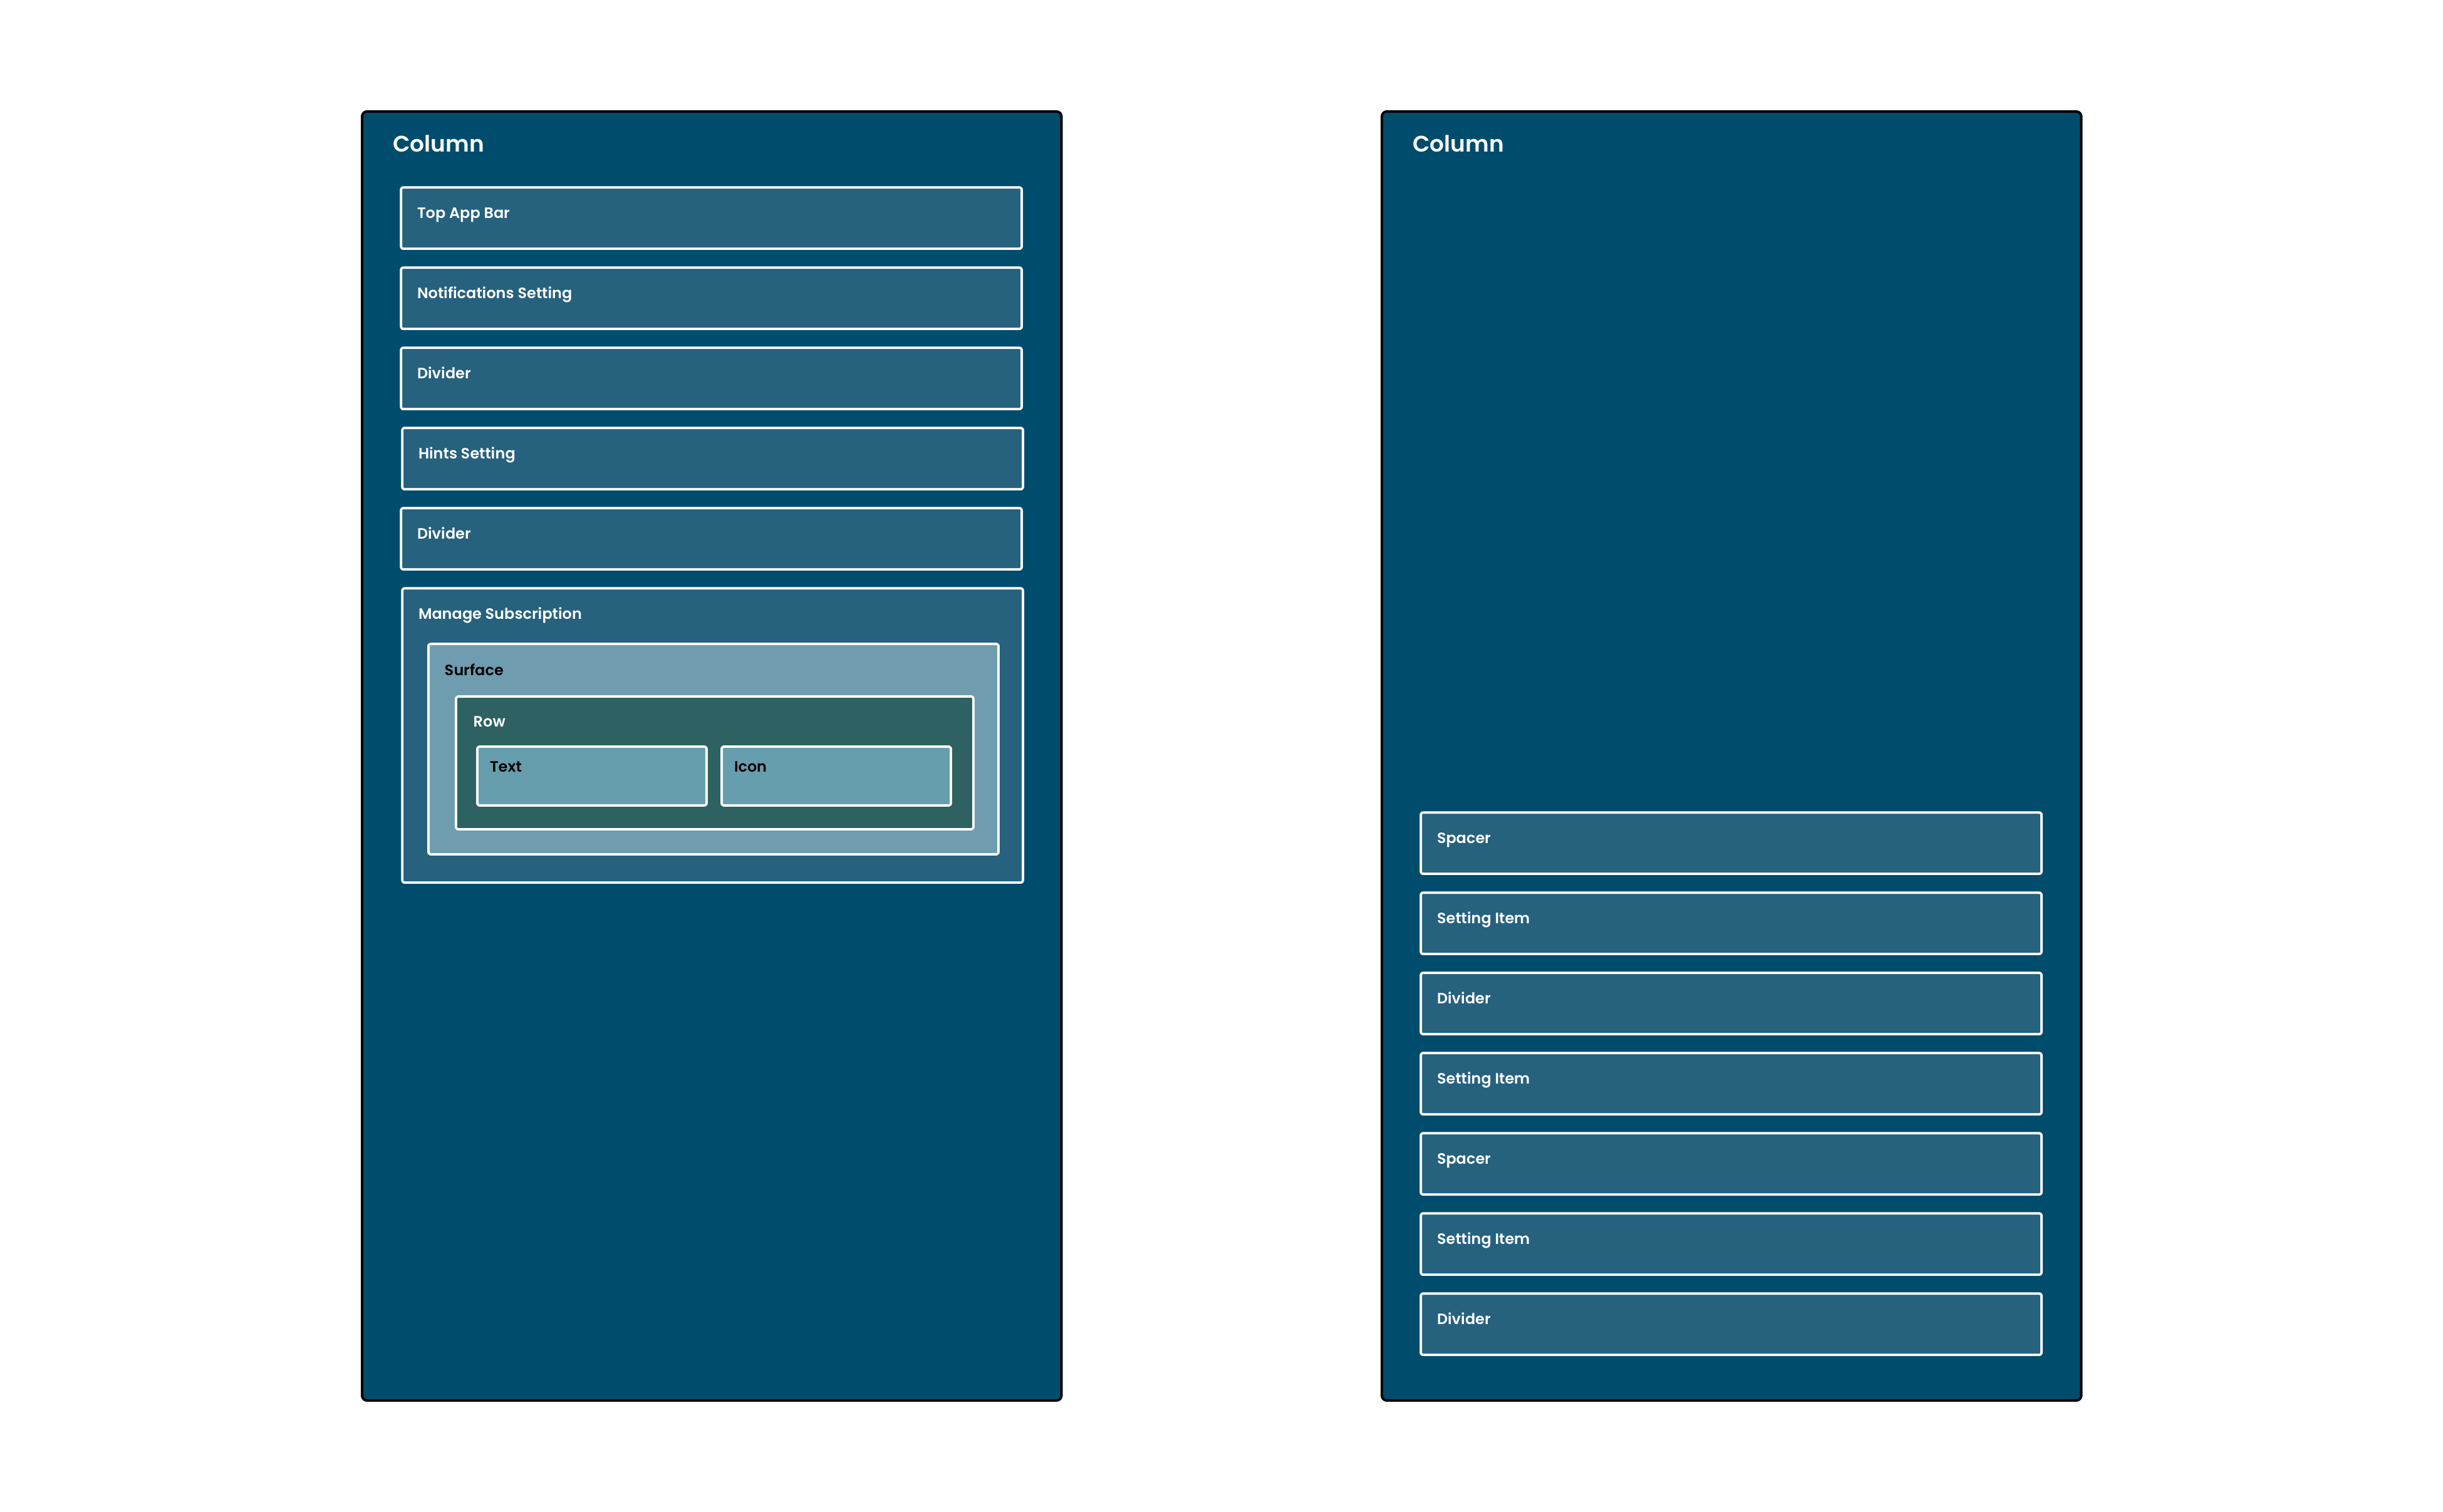 Column
Top App Bar
Notifications Setting
Divider
Hints Setting
Divider
Manage Subscription
Surface
Row
Text
Icon
Column
Spacer
Setting Item
Divider
Setting Item
Spacer
Setting Item
Divider